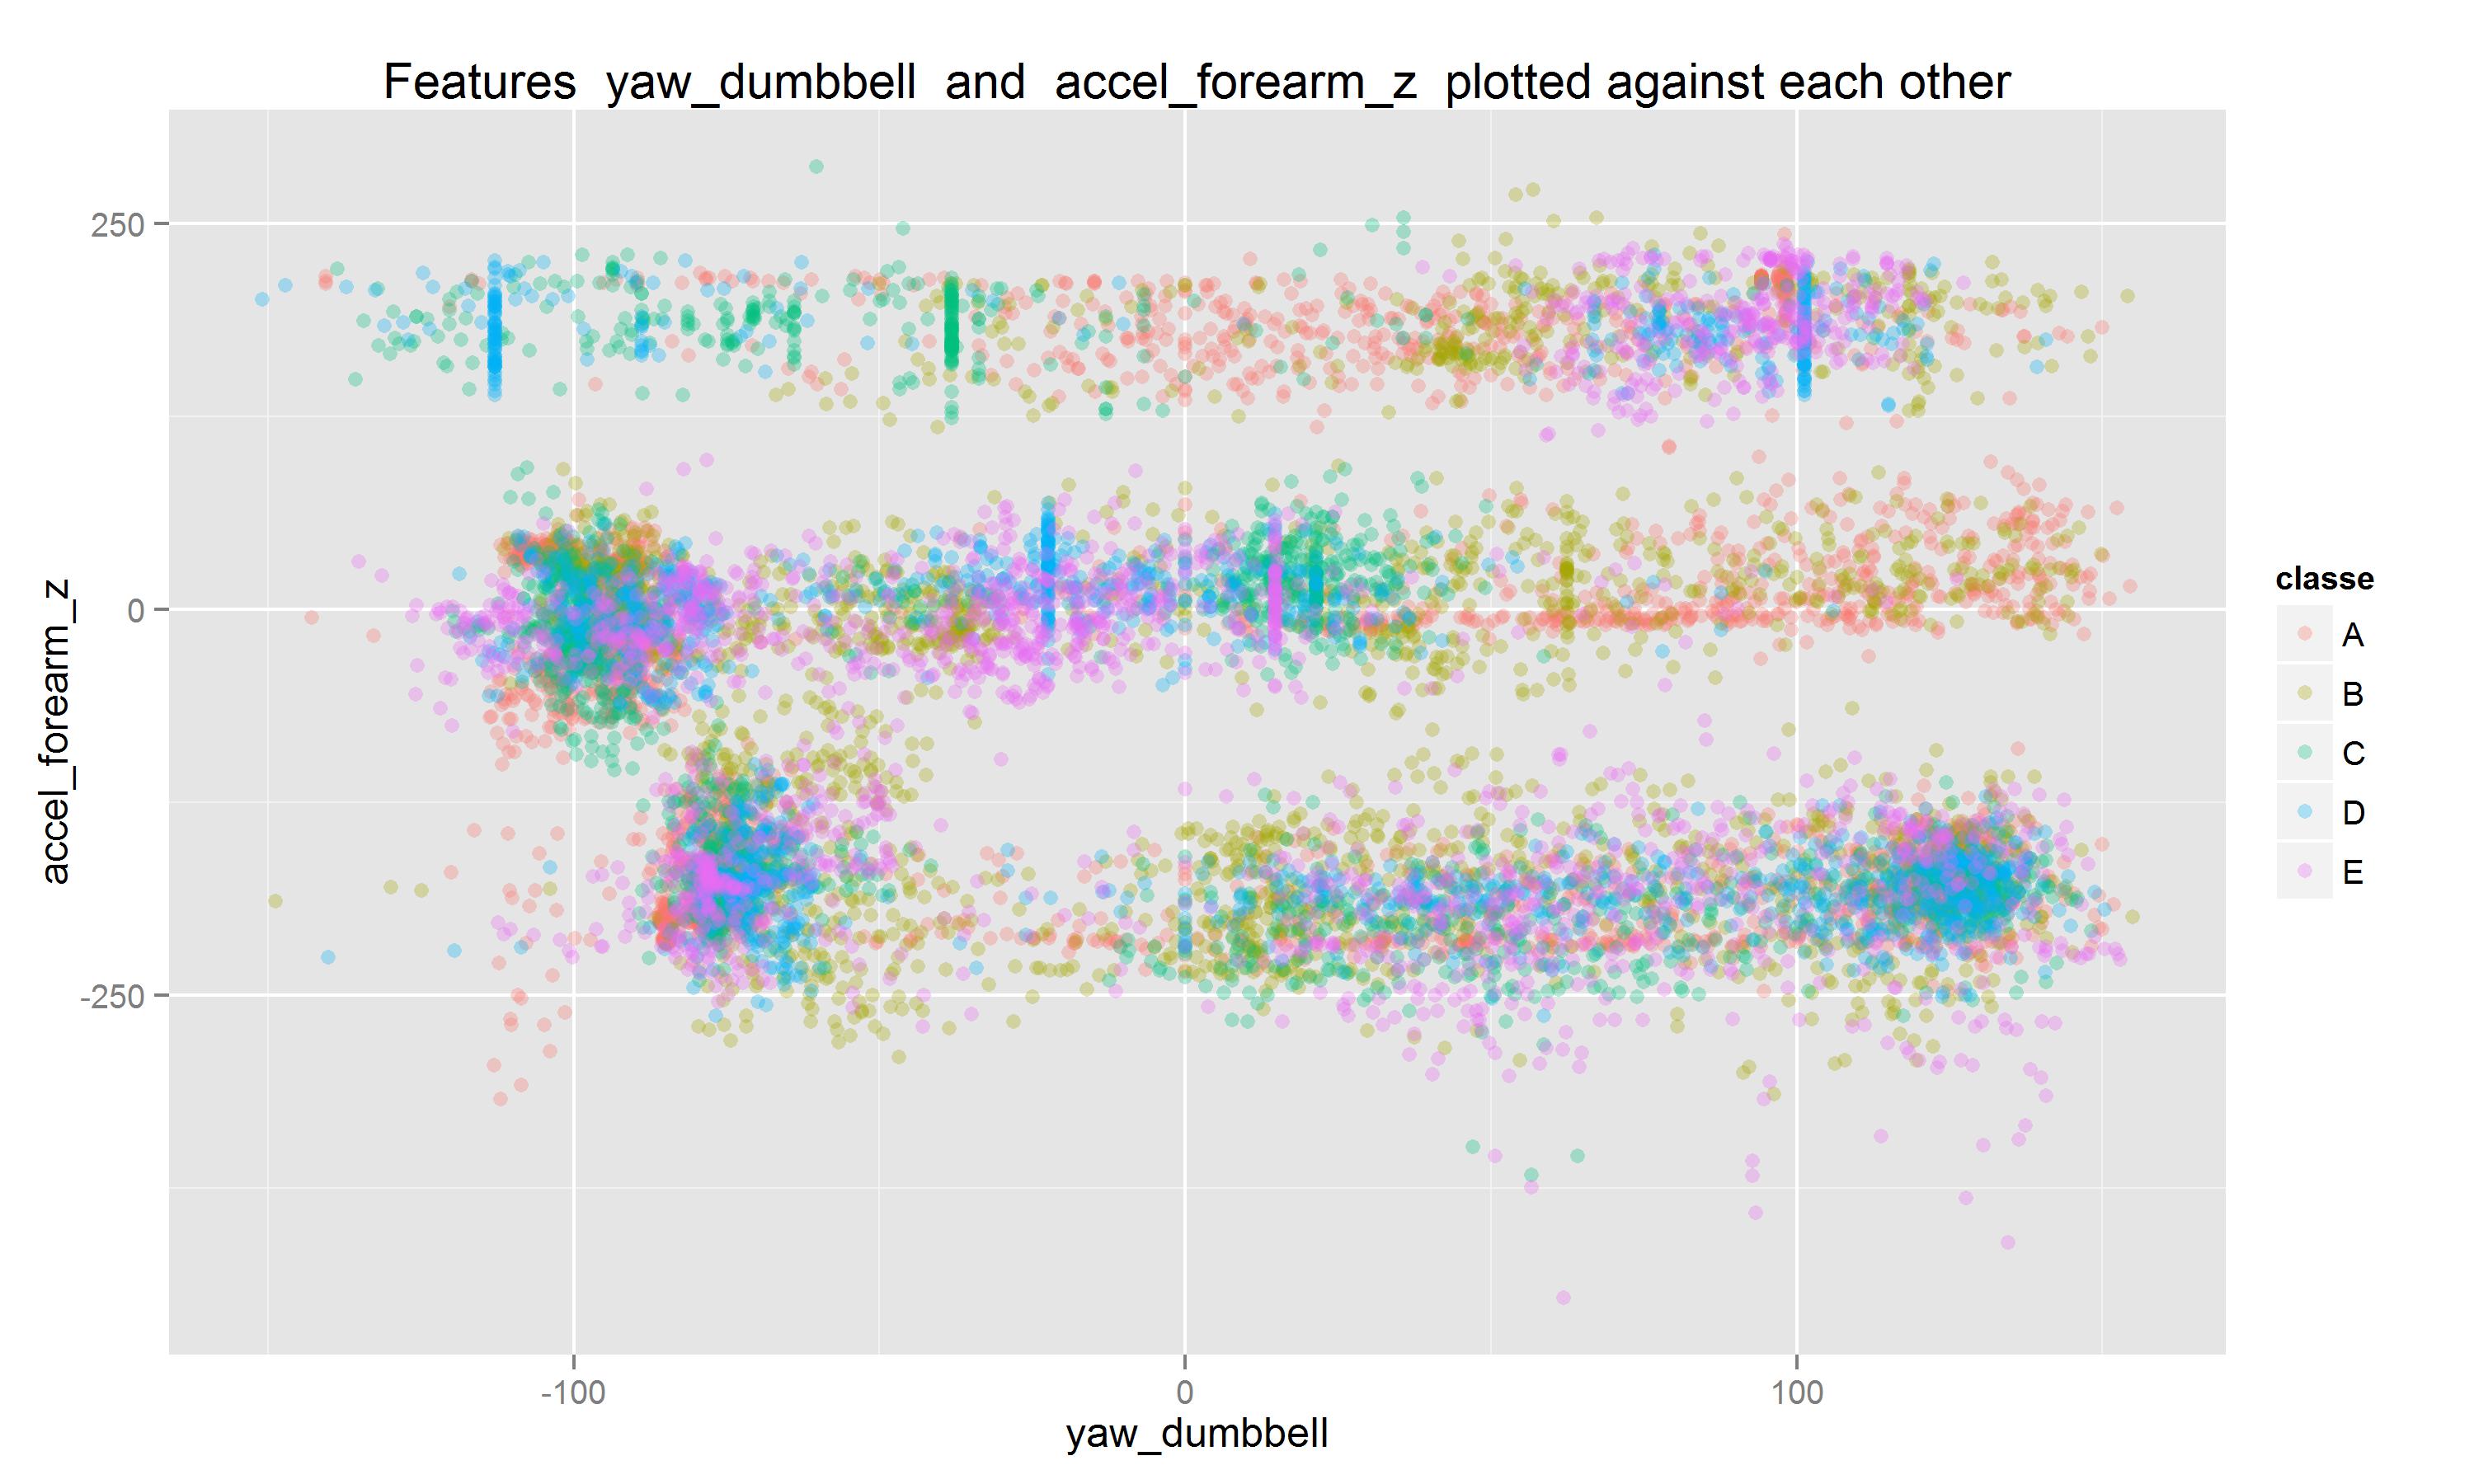 Features yaw_dumbbell and accel_forearm_z plotted against each other
250
0
-250
accel_forearm_z
-100
0
100
yaw_dumbbell
classe
A
B
C
D
E